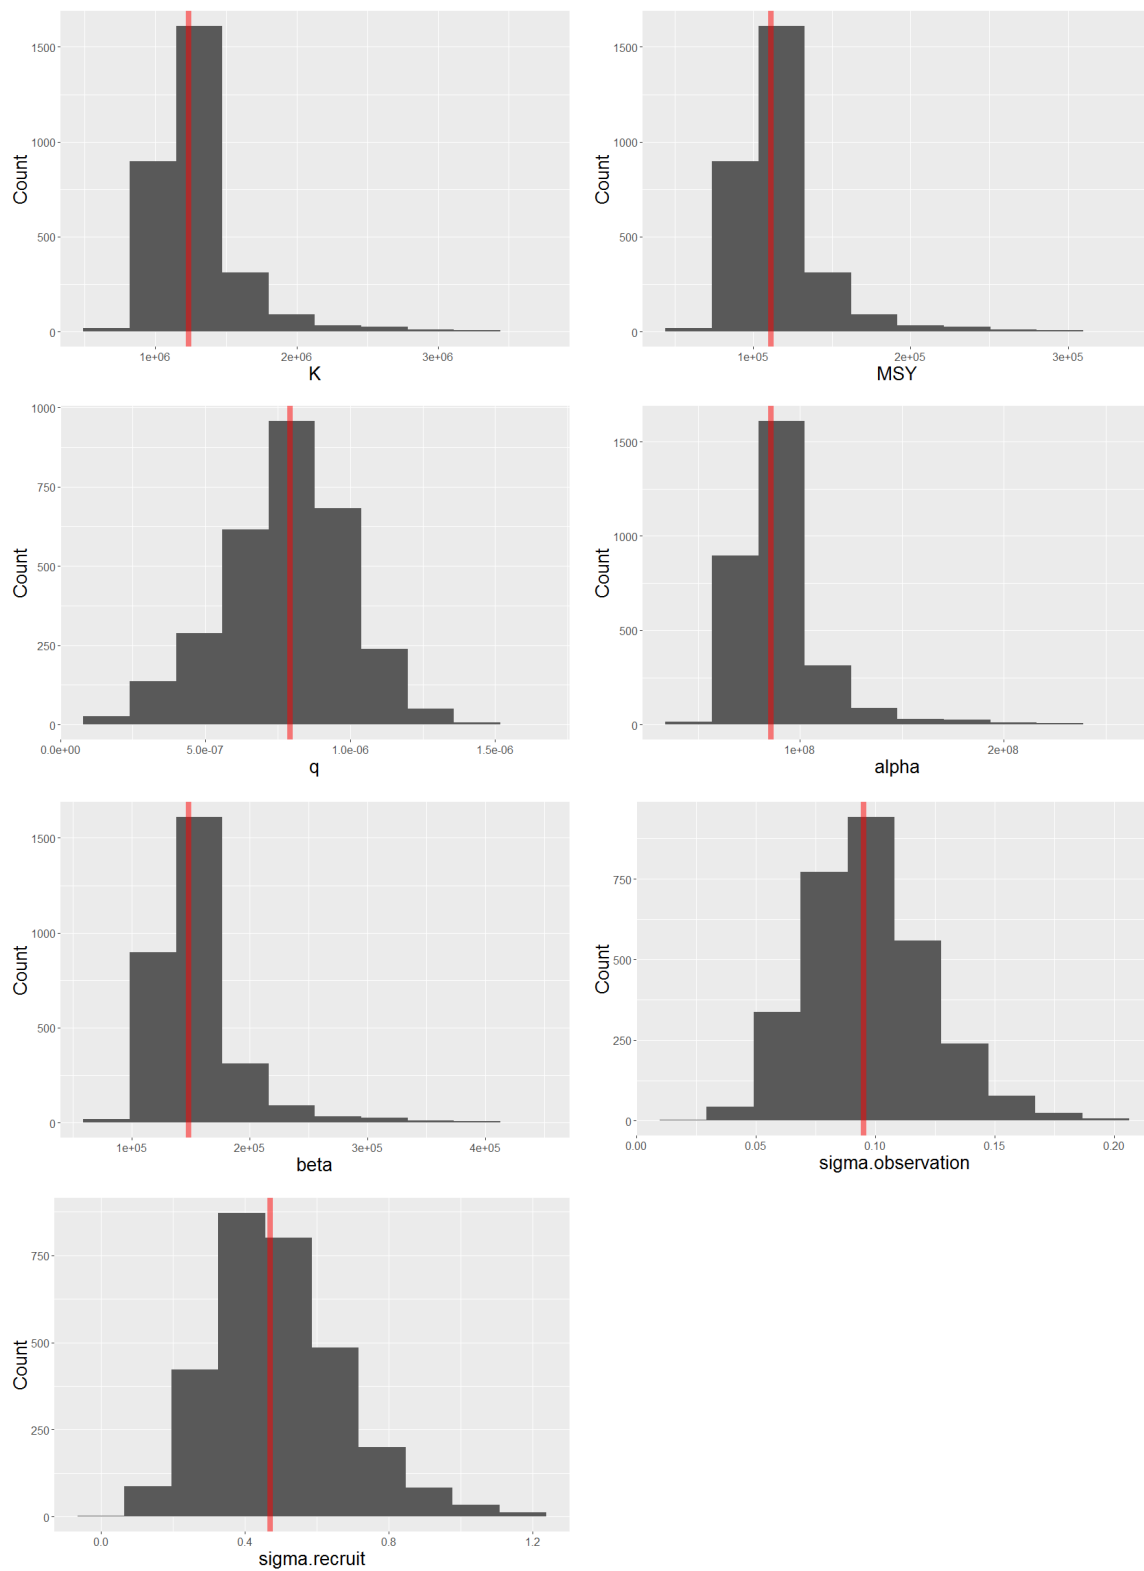 1500
1000
500
0
Count
1e+06 2e+06 3e+06
K
1500
1000
500
0
Count
1e+05 2e+05 3e+05
MSY
1000
750
500
250
0
Count
0.0e+00 5.0e-07 1.0e-06 1.5e-06
q
1500
1000
500
0
Count
1e+08 2e+08
alpha
1500
1000
500
0
Count
1e+05 2e+05 3e+05 4e+05
beta
750
500
250
0
Count
0.00 0.05 0.10 0.15 0.20
sigma.observation
750
500
250
0
Count
0.0 0.4 0.8 1.2
sigma.recruit